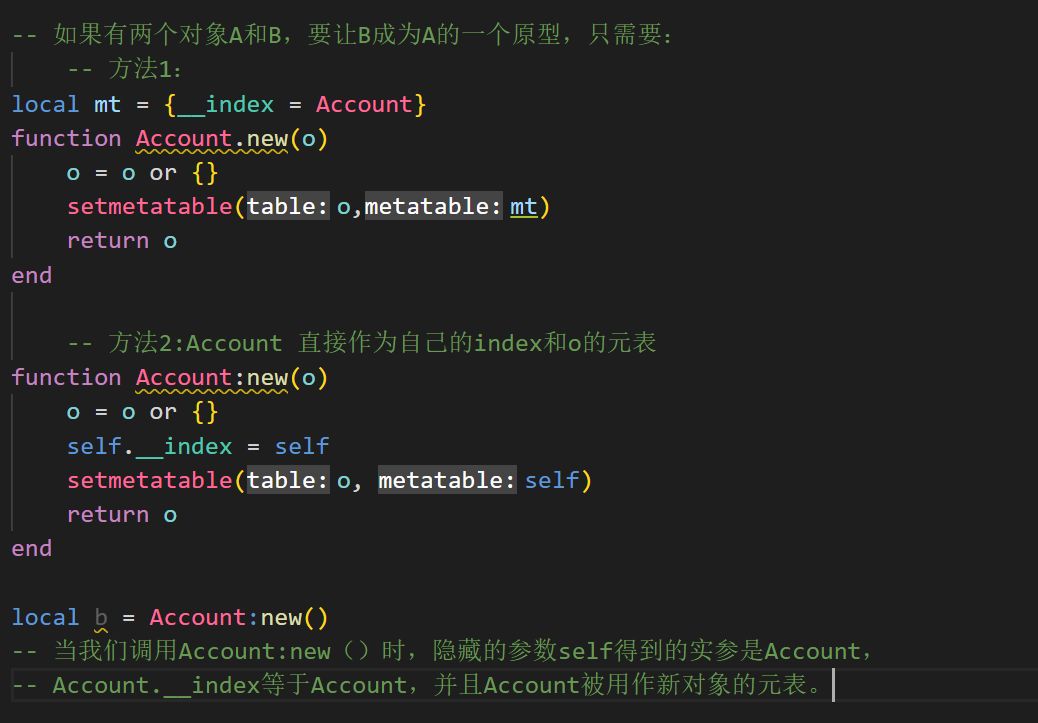 -- 如果有两个对象A和B，要让B成为A的一个原型，只需要：
-- 方法1：
local mt = {__index = Account}
function Account.new(o)
o = o or {}
setmetatable(table: o,metatable: mt)
return o
end
-- 方法2:Account 直接作为自己的index和o的元表
function Account:new(o)
o = o or {}
self.__index = self
setmetatable(table: o, metatable: self)
return o
end
local b = Account:new()
-- 当我们调用Account:new（）时，隐藏的参数self得到的实参是Account，
-- Account.__index等于Account，并且Account被用作新对象的元表。